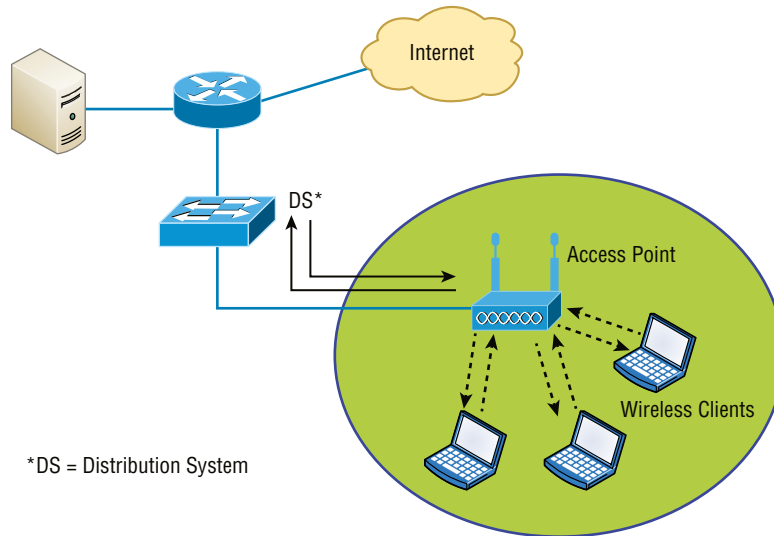 Internet
DS*
Access Point
Wireless Clients
*DS = Distribution System